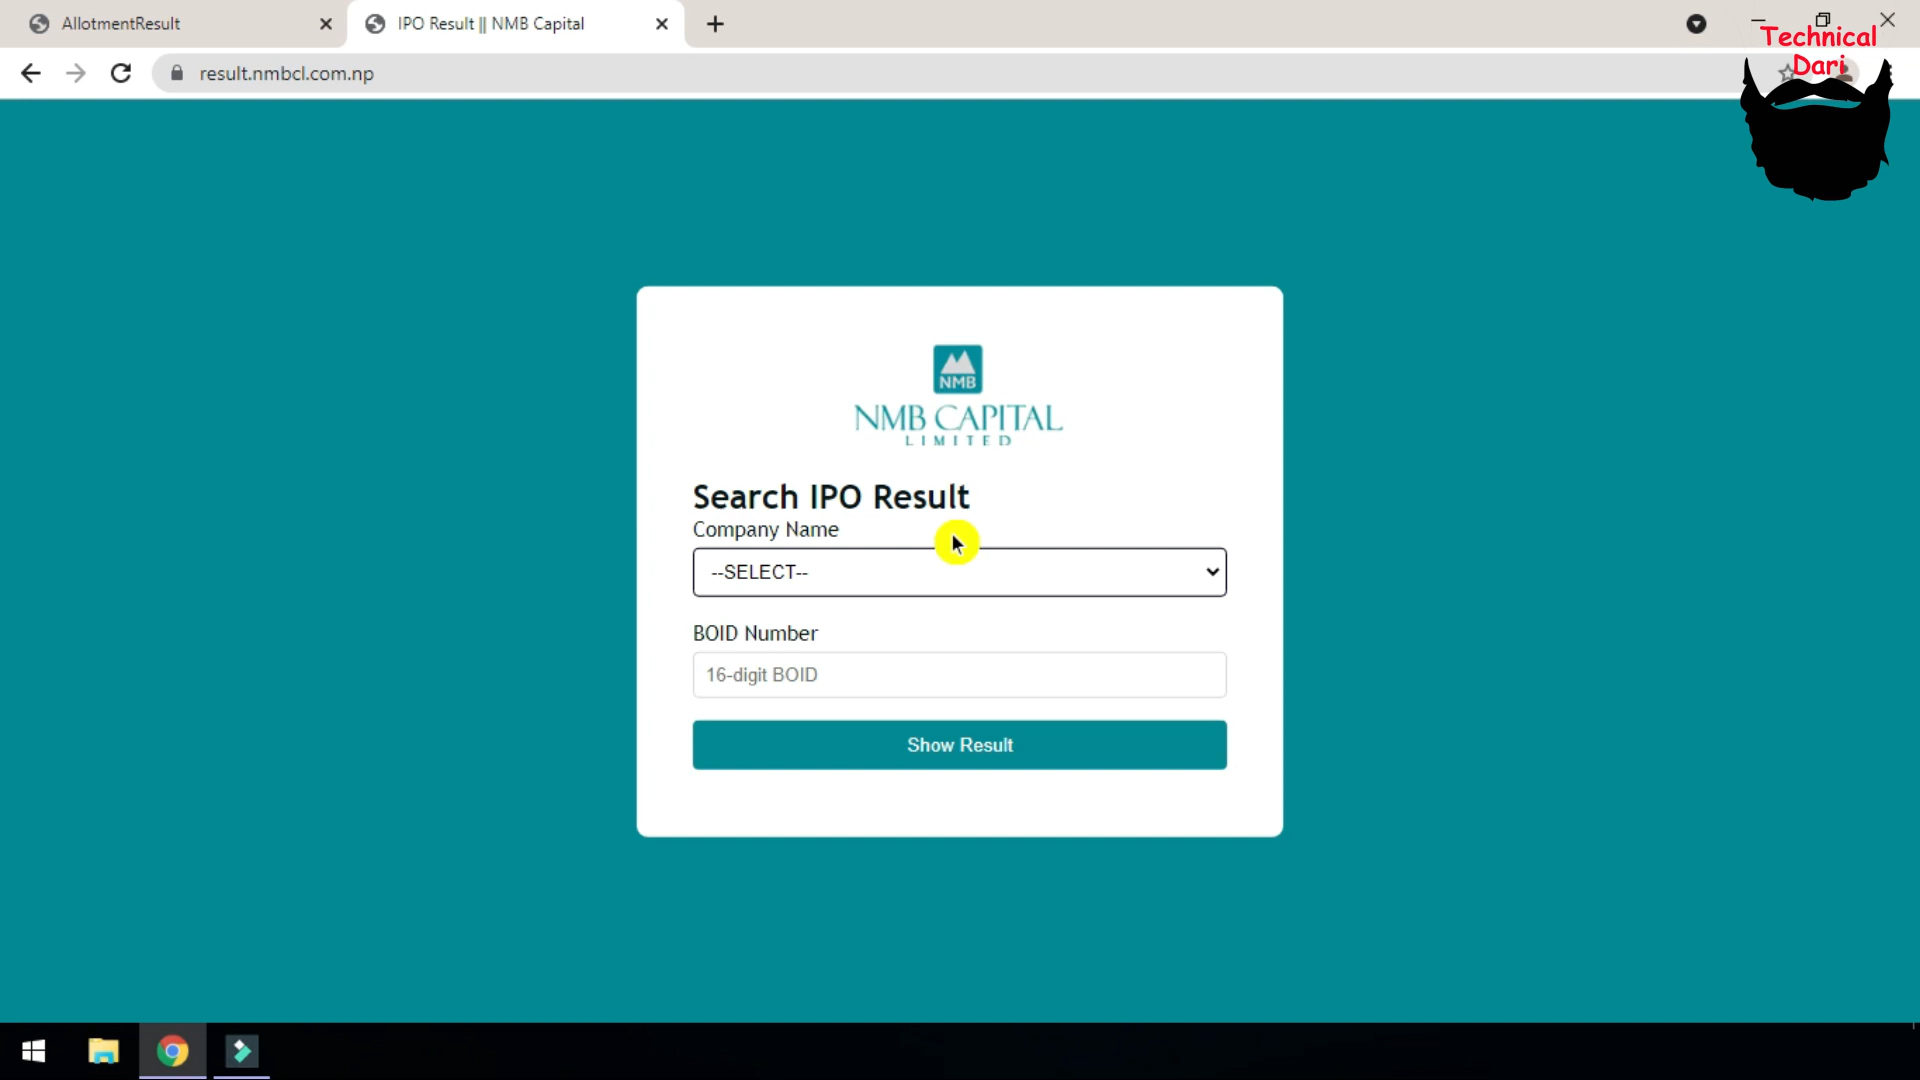 AllotmentResult
IPO Result || NMB Capital
Technical
Dari
result.nmbcl.com.np
NMB
NMB CAPITAL
LIMITED
Search IPO Result
Company Name
--SELECT--
BOID Number
16-digit BOID
Show Result